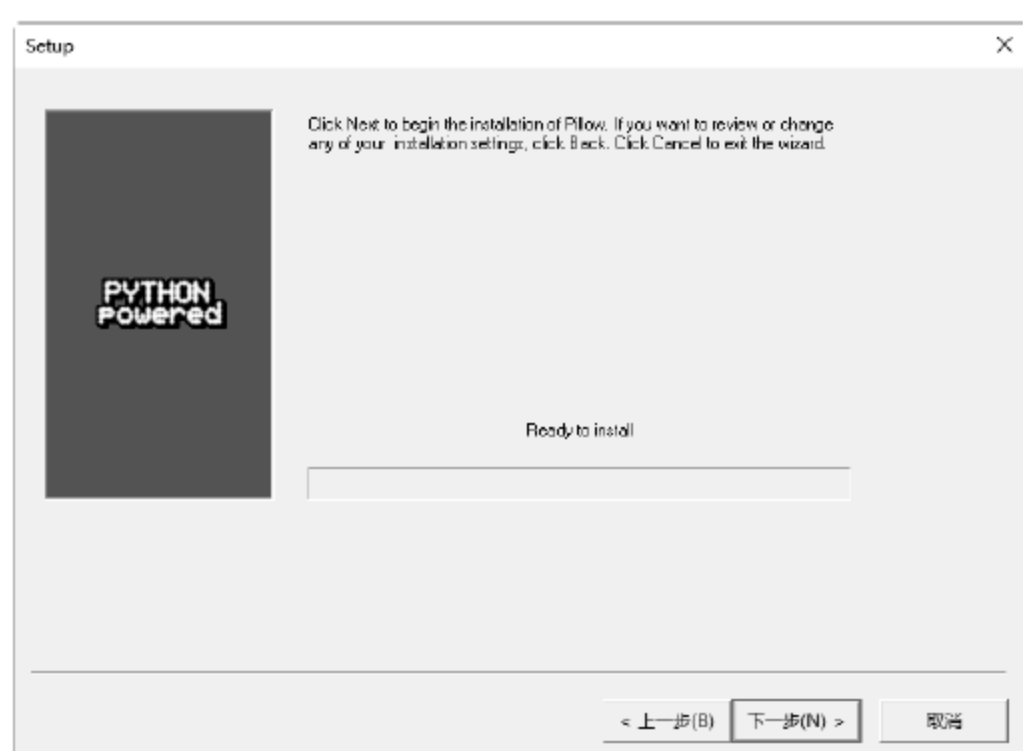 Setup
Click Next to begin the installation of Pillow. If you want to review or change
any of your installation settings, click Back. Click Cancel to exit the wizard.
PYTHON
Powered
Ready to install
< 上一步(B)
下一步(N) >
取消